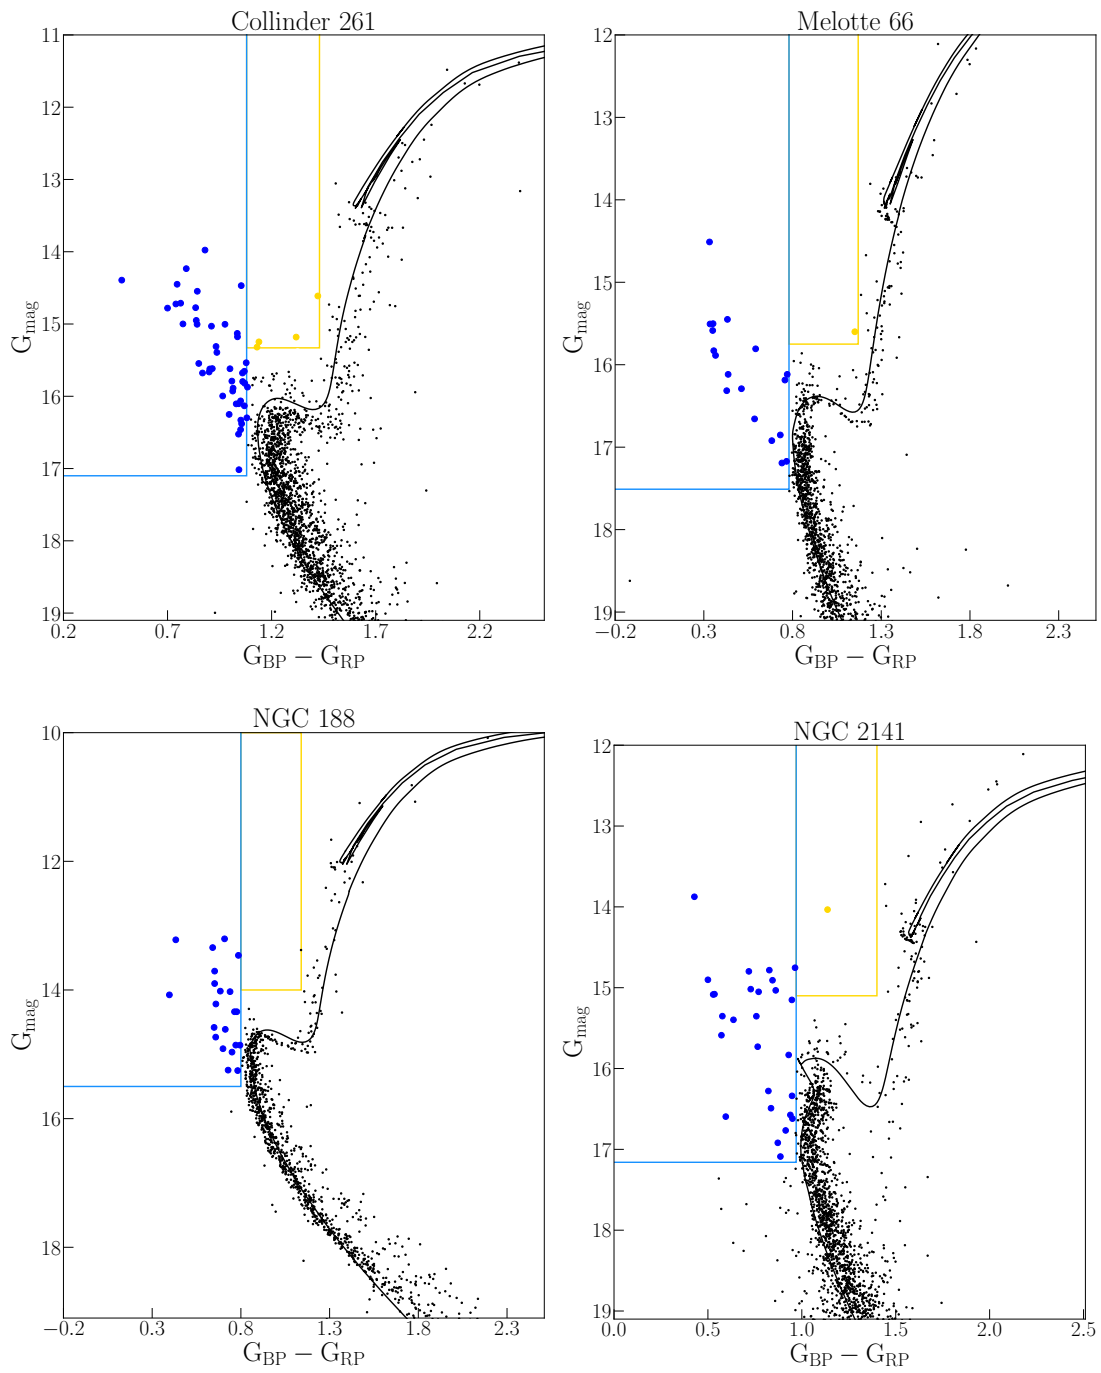 Collinder 261
11
12
13
14
15
16
17
18
19
G_mag
0.2 0.7 1.2 1.7 2.2
G_BP − G_RP
Melotte 66
12
13
14
15
16
17
18
19
G_mag
−0.2 0.3 0.8 1.3 1.8 2.3
G_BP − G_RP
NGC 188
10
12
14
16
18
G_mag
−0.2 0.3 0.8 1.3 1.8 2.3
G_BP − G_RP
NGC 2141
12
13
14
15
16
17
18
19
G_mag
0.0 0.5 1.0 1.5 2.0 2.5
G_BP − G_RP